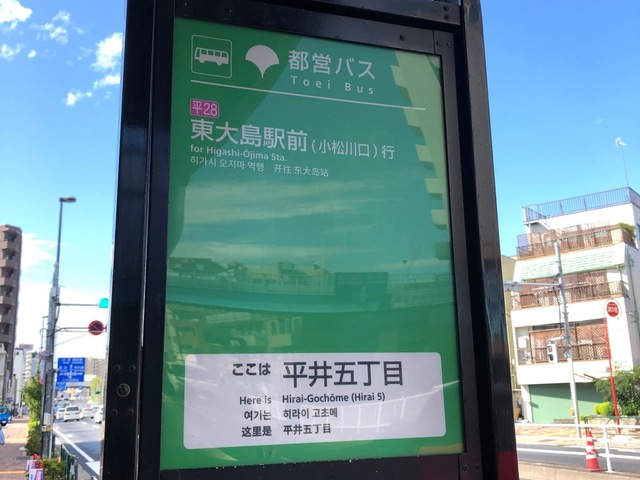 都営バス
Toei Bus
平28
東大島駅前(小松川口)行
for Higashi-Ōjima Sta.
히가시 오지마 역행 开往 东大岛站
ここは 平井五丁目
Here is Hirai-Gochōme (Hirai 5)
여기는 히라이 고초메
这里是 平井五丁目